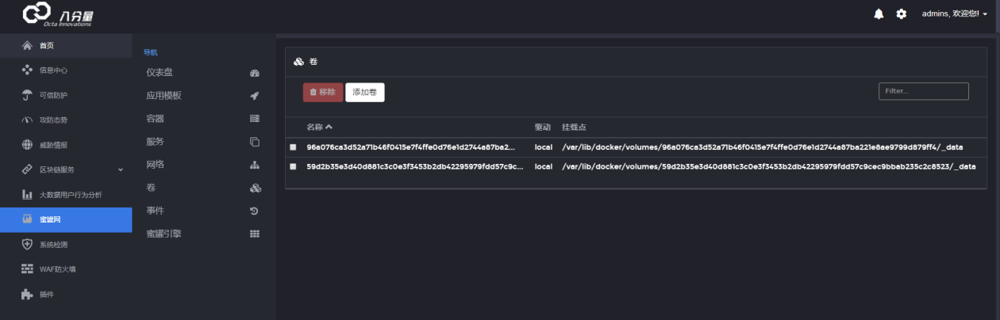 八分量
Octa Innovations
admins, 欢迎您!
首页
信息中心
可信防护
攻防态势
威胁情报
区块链服务
大数据用户行为分析
蜜罐网
系统检测
WAF防火墙
插件
导航
仪表盘
应用模板
容器
服务
网络
卷
事件
蜜罐引擎
卷
移除 添加卷 Filter...
名称 驱动 挂载点
96a076ca3d52a71b46f0415e7f4ffe0d76e1d2744a87ba2... local /var/lib/docker/volumes/96a076ca3d52a71b46f0415e7f4ffe0d76e1d2744a87ba221e8ae9799d879ff4/_data
59d2b35e3d40d881c3c0e3f3453b2db42295979fdd57c9c... local /var/lib/docker/volumes/59d2b35e3d40d881c3c0e3f3453b2db42295979fdd57c9cec9bbab235c2c8523/_data